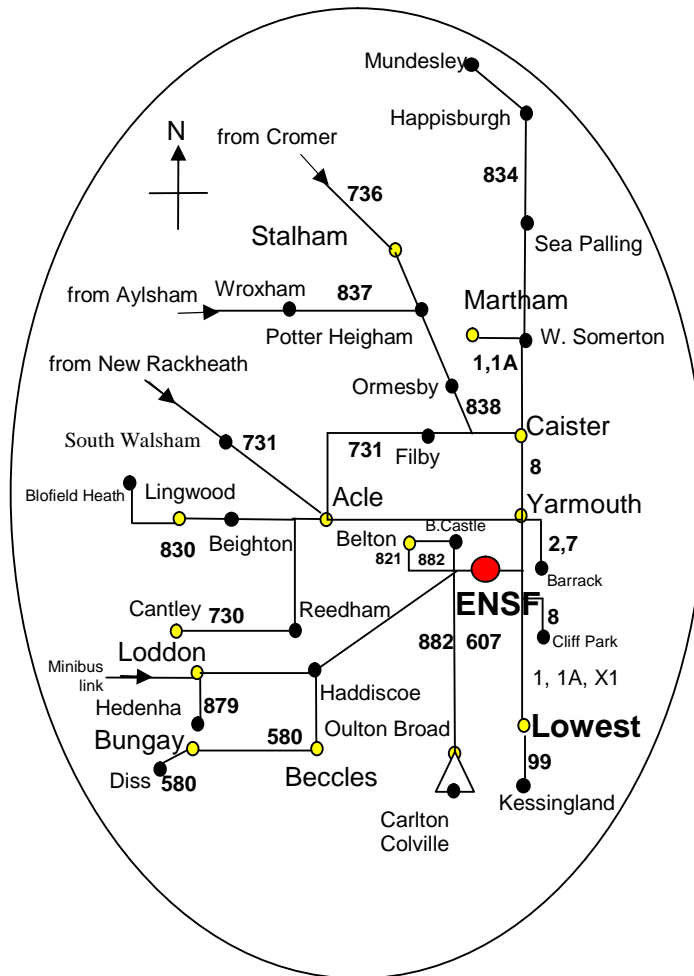 Mundesley
Happisburgh
N
from Cromer
834
736
Stalham
Sea Palling
from Aylsham
Wroxham
837
Martham
Potter Heigham
W. Somerton
from New Rackheath
1,1A
Ormesby
838
South Walsham
731
731
Filby
Caister
8
Blofield Heath
Lingwood
Acle
Yarmouth
830
Beighton
Belton
B.Castle
821
882
2,7
Barrack
ENSF
Cantley
730
Reedham
8
Cliff Park
882
607
Minibus
link
Loddon
Haddiscoe
1, 1A, X1
Hedenha
879
Oulton Broad
Lowest
Bungay
580
Beccles
99
Diss
580
Kessingland
Carlton
Colville